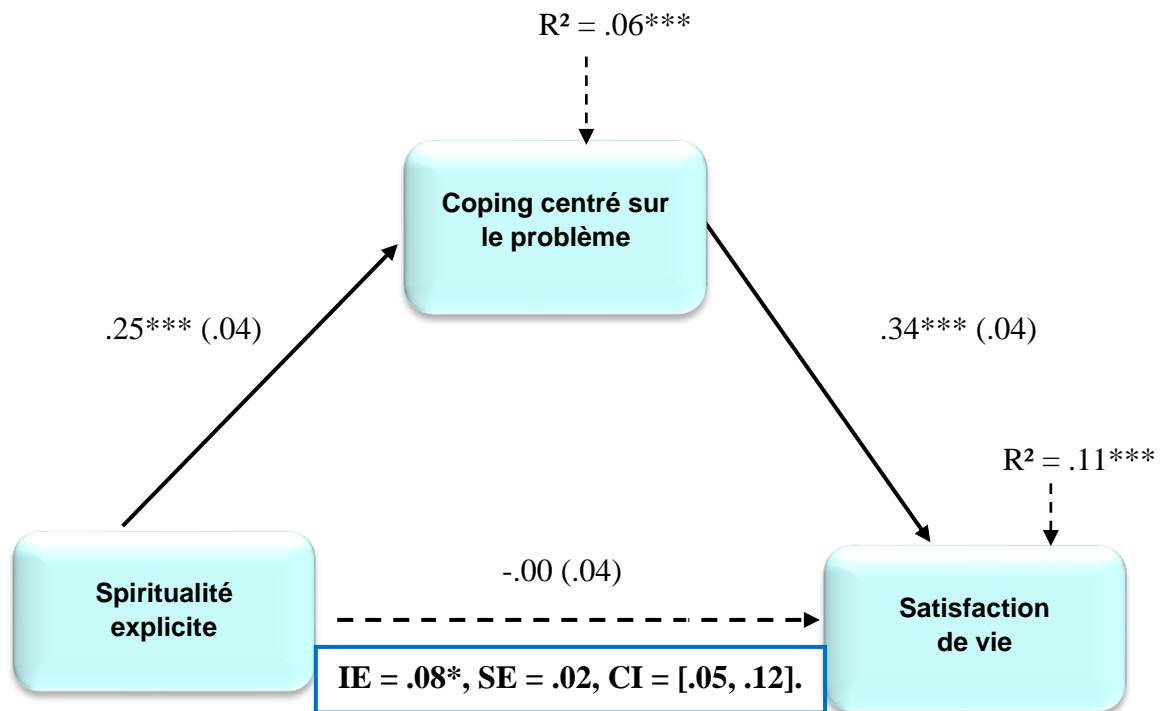 R² = .06***
Coping centré sur
le problème
.25*** (.04)
.34*** (.04)
R² = .11***
-.00 (.04)
Spiritualité
explicite
Satisfaction
de vie
IE = .08*, SE = .02, CI = [.05, .12].